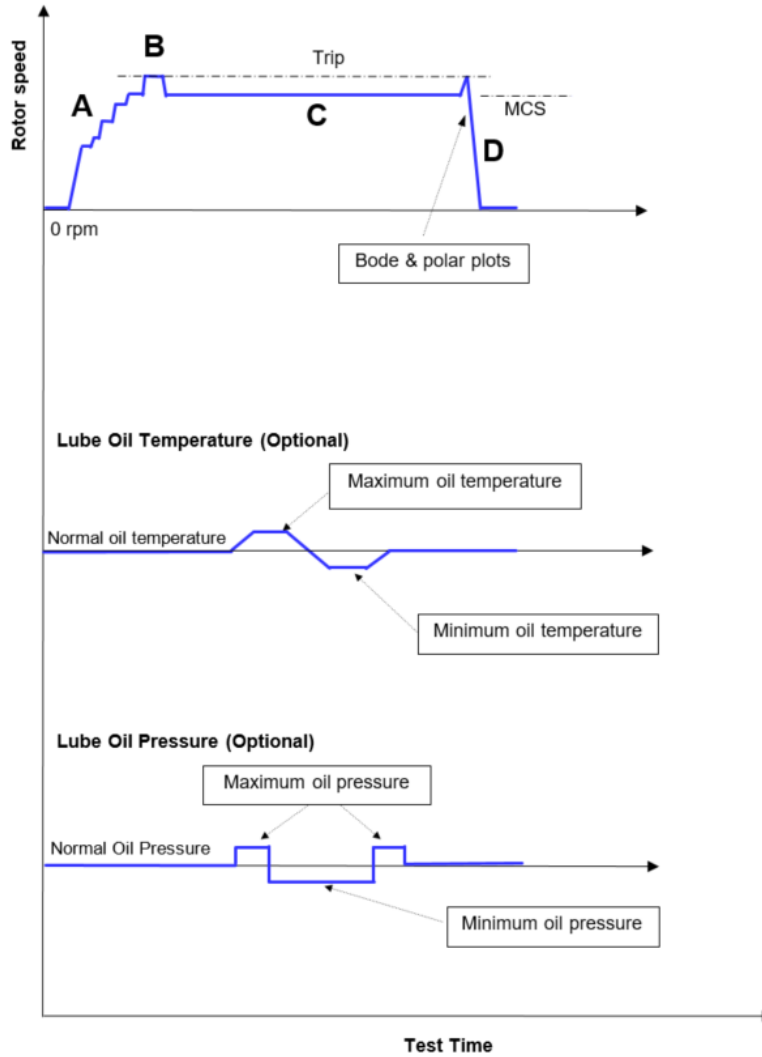 Rotor speed
B
Trip
A
C
MCS
D
0 rpm
Bode & polar plots
Lube Oil Temperature (Optional)
Maximum oil temperature
Normal oil temperature
Minimum oil temperature
Lube Oil Pressure (Optional)
Maximum oil pressure
Normal Oil Pressure
Minimum oil pressure
Test Time